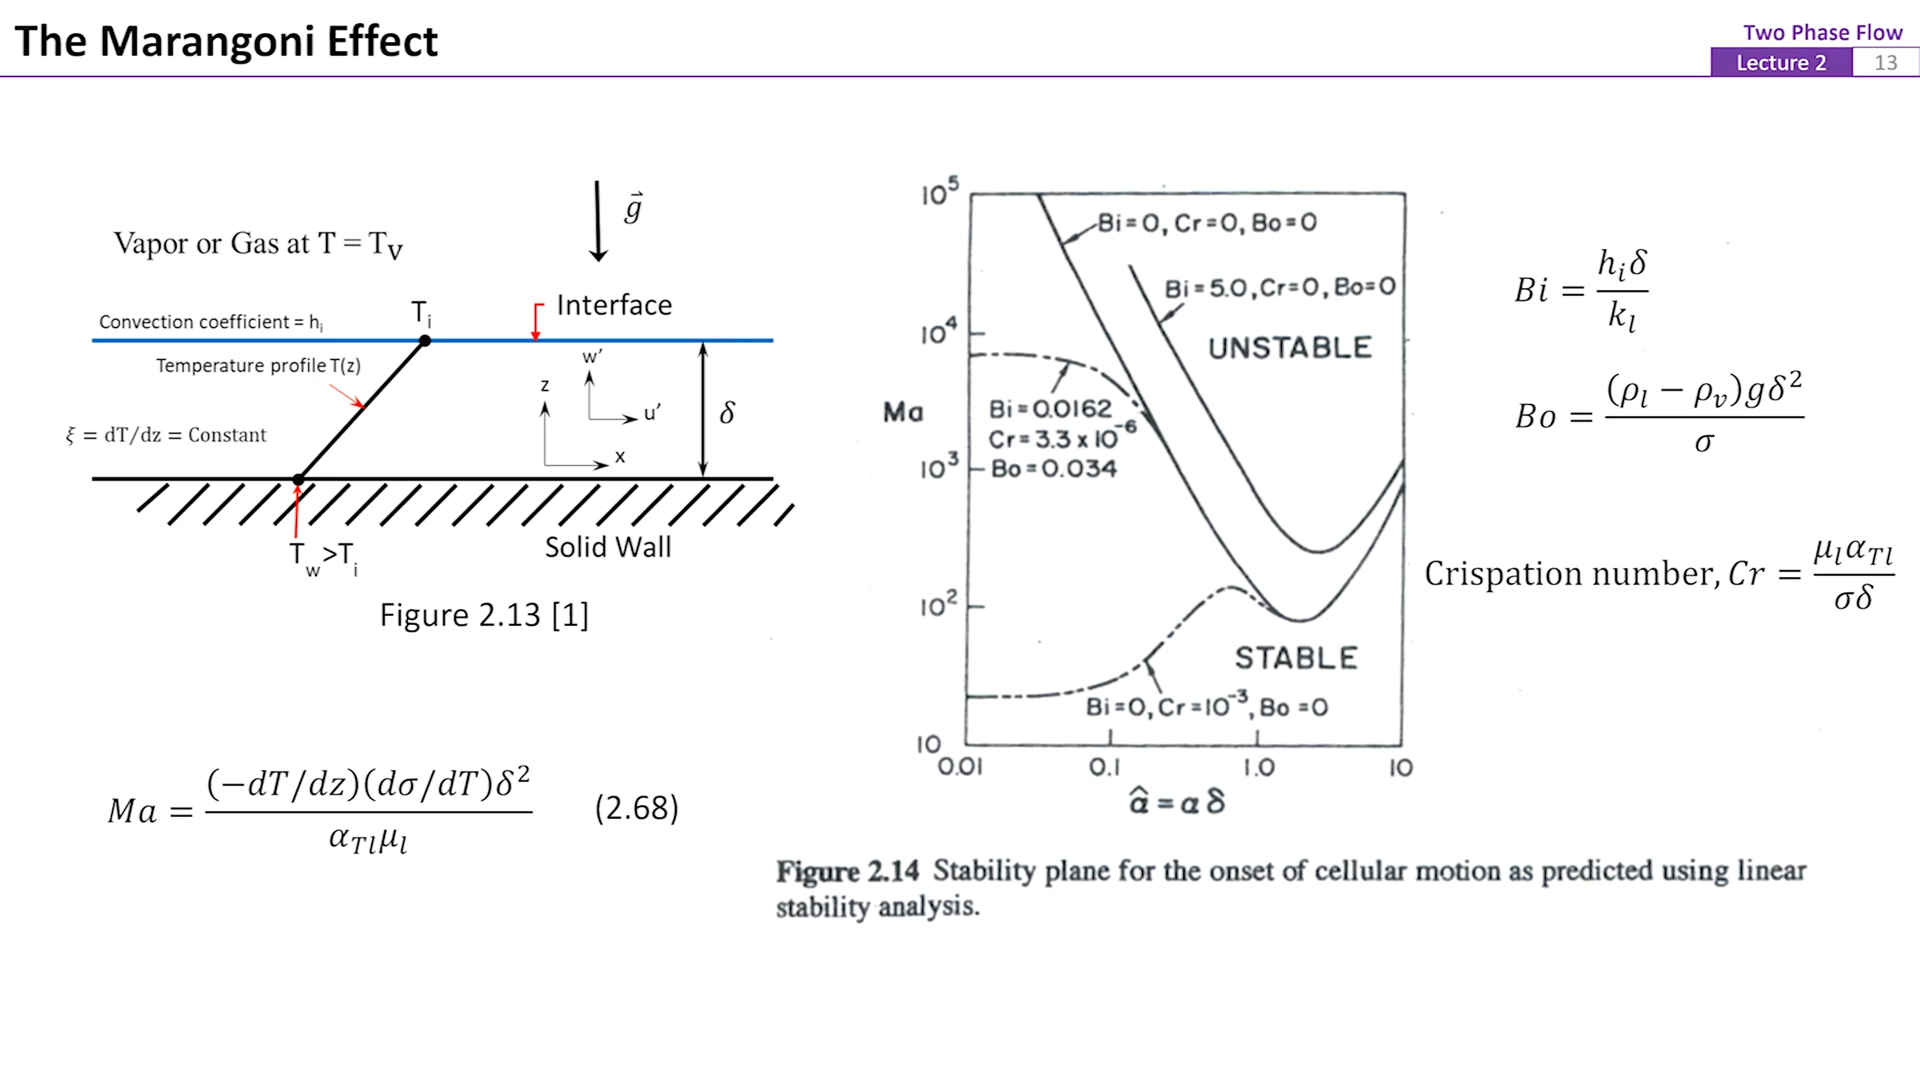 The Marangoni Effect
Two Phase Flow
Lecture 2
13
g⃗
Vapor or Gas at T = Tᵥ
Convection coefficient = hᵢ
Tᵢ
Interface
Temperature profile T(z)
w'
u'
z
x
δ
ξ = dT/dz = Constant
T_w >Tᵢ
Solid Wall
Figure 2.13 [1]
Ma = (−dT/dz)(dσ/dT)δ² / α_Tl μ_l (2.68)
10⁵
10⁴
Ma
10³
10²
10
Bi = 0, Cr = 0, Bo = 0
Bi = 5.0, Cr = 0, Bo = 0
UNSTABLE
Bi = 0.0162
Cr = 3.3 x 10⁻⁶
Bo = 0.034
STABLE
Bi = 0, Cr = 10⁻³, Bo = 0
0.01 0.1 1.0 10
α̂ = α δ
Bi = h_i δ / k_l
Bo = (ρ_l − ρ_v)gδ² / σ
Crispation number, Cr = μ_l α_Tl / σδ
Figure 2.14 Stability plane for the onset of cellular motion as predicted using linear
stability analysis.